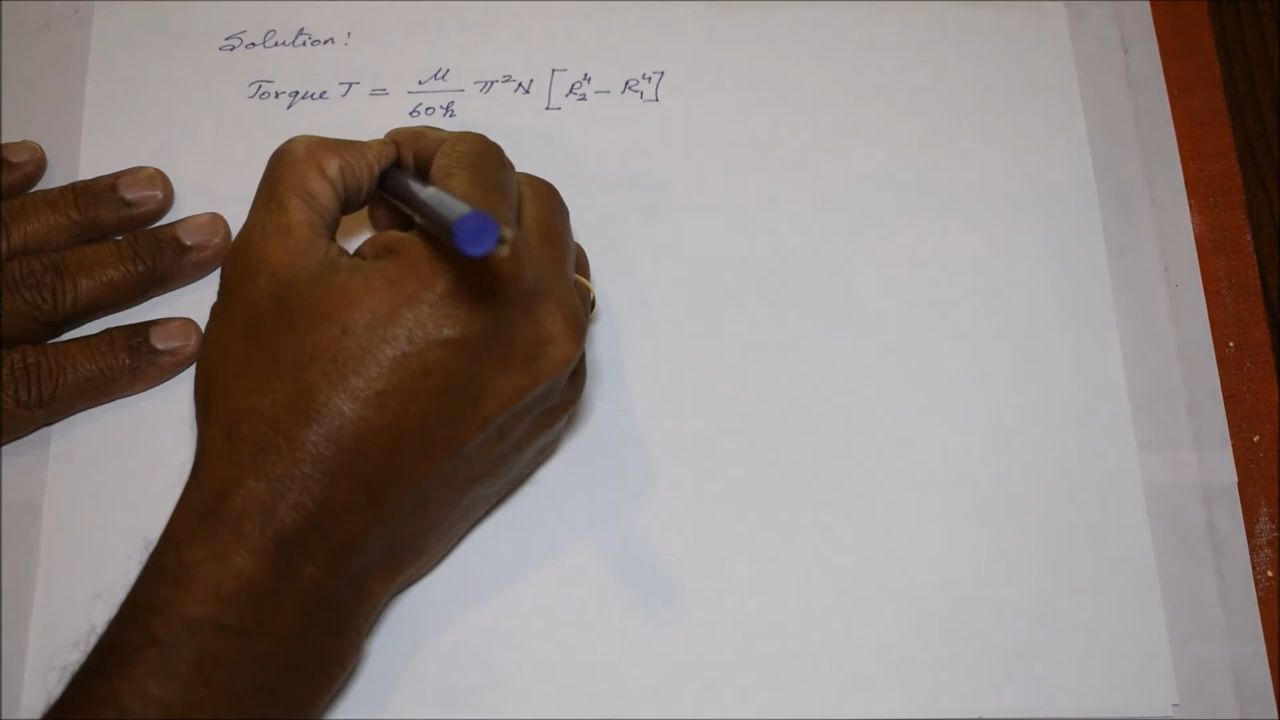 Solution:
Torque T = μ/60h π²N [R₂⁴ − R₁⁴]